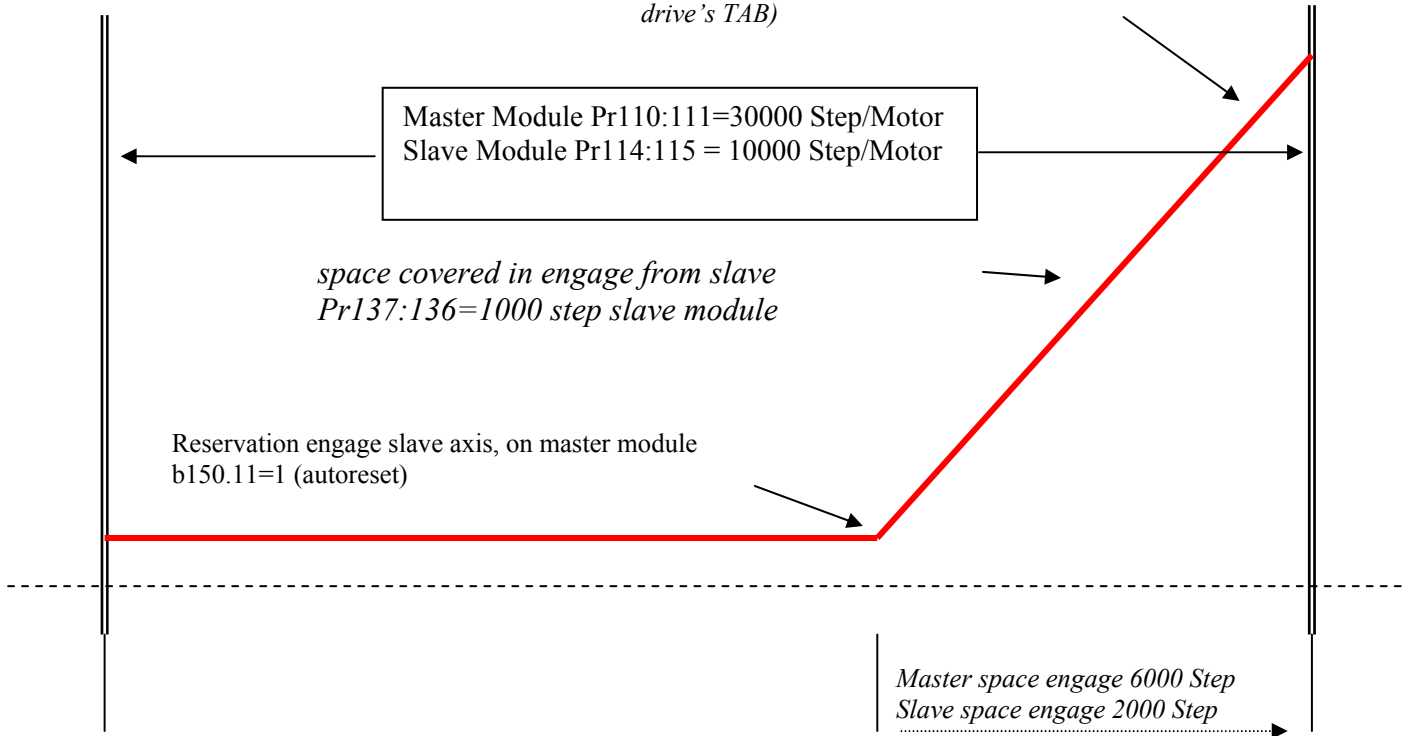 drive’s TAB)
Master Module Pr110:111=30000 Step/Motor
Slave Module Pr114:115 = 10000 Step/Motor
space covered in engage from slave
Pr137:136=1000 step slave module
Reservation engage slave axis, on master module
b150.11=1 (autoreset)
Master space engage 6000 Step
Slave space engage 2000 Step